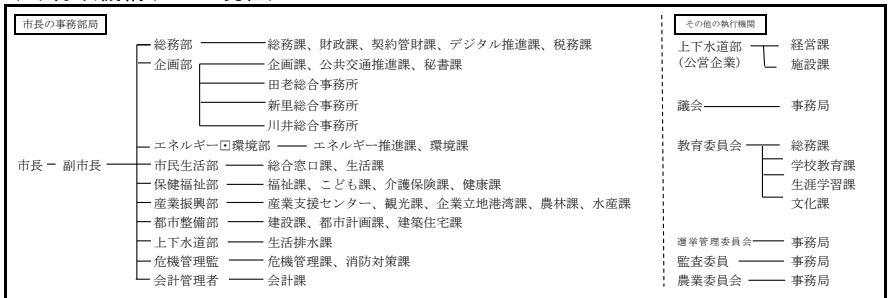 市長の事務部局
総務部 総務課、財政課、契約管財課、デジタル推進課、税務課
企画部 企画課、公共交通推進課、秘書課
田老総合事務所
新里総合事務所
川井総合事務所
エネルギー・環境部 エネルギー推進課、環境課
市長 副市長 市民生活部 総合窓口課、生活課
保健福祉部 福祉課、こども課、介護保険課、健康課
産業振興部 産業支援センター、観光課、企業立地港湾課、農林課、水産課
都市整備部 建設課、都市計画課、建築住宅課
上下水道部 生活排水課
危機管理監 危機管理課、消防対策課
会計管理者 会計課
その他の執行機関
上下水道部 経営課
(公営企業) 施設課
議会 事務局
教育委員会 総務課
学校教育課
生涯学習課
文化課
選挙管理委員会 事務局
監査委員 事務局
農業委員会 事務局